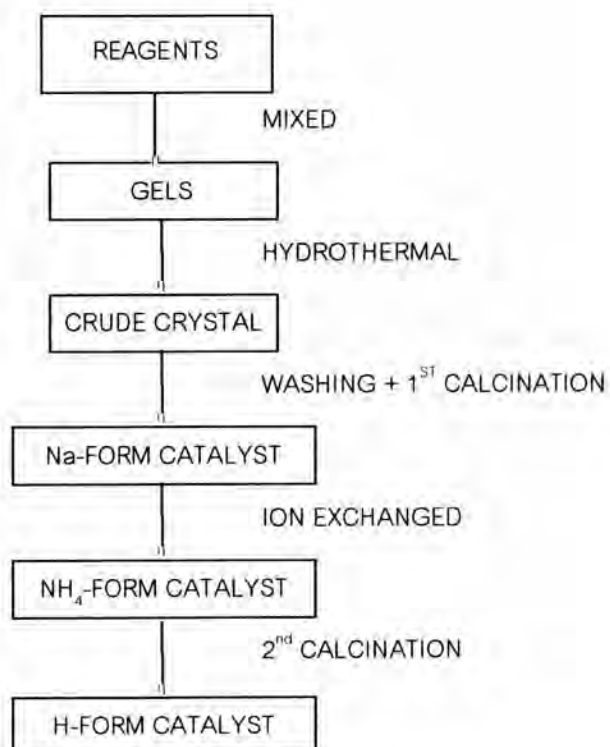 REAGENTS
MIXED
GELS
HYDROTHERMAL
CRUDE CRYSTAL
WASHING + 1ST CALCINATION
Na-FORM CATALYST
ION EXCHANGED
NH₄-FORM CATALYST
2nd CALCINATION
H-FORM CATALYST